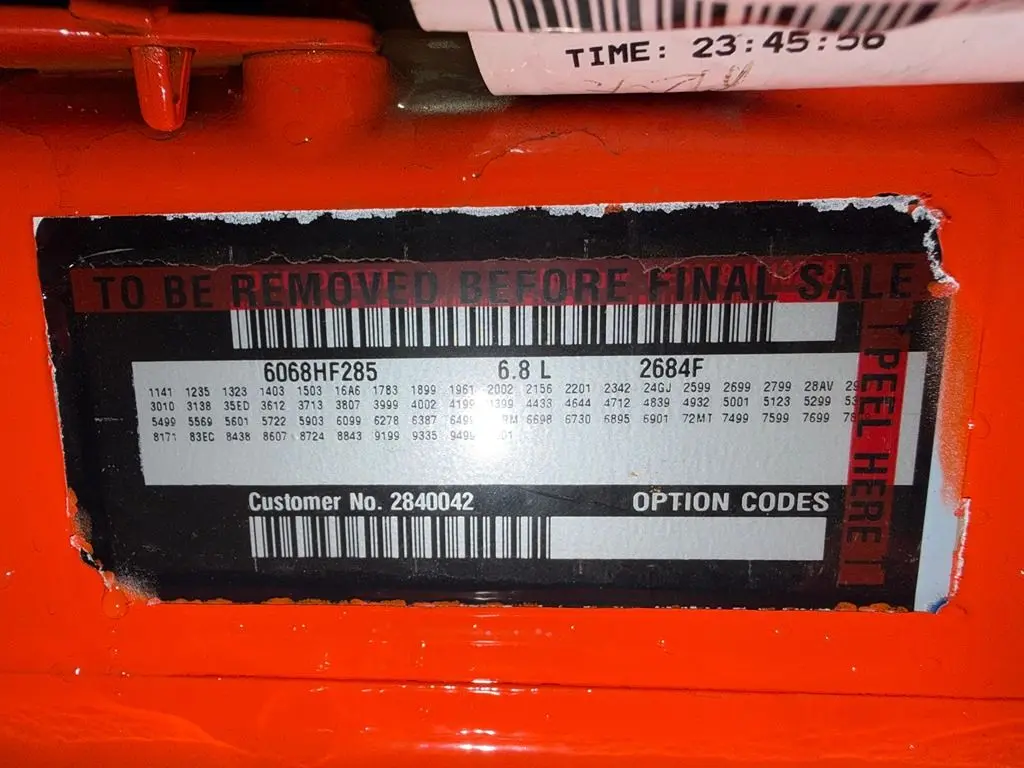 TIME: 23:45:56
TO BE REMOVED BEFORE FINAL SALE
6068HF285 6.8 L 2684F
1141 1235 1323 1403 1503 16A6 1783 1899 1961 2002 2156 2201 2342 24GJ 2599 2699 2799 28AV
3010 3138 35ED 3612 3713 3807 3999 4002 4199 4399 4433 4644 4712 4839 4932 5001 5123 5299
5499 5569 5601 5722 5903 6099 6278 6387 6698 6730 6895 6901 72MT 7499 7599 7699
8171 83EC 8438 8607 8724 8843 9199 9335
PEEL HERE
Customer No. 2840042 OPTION CODES